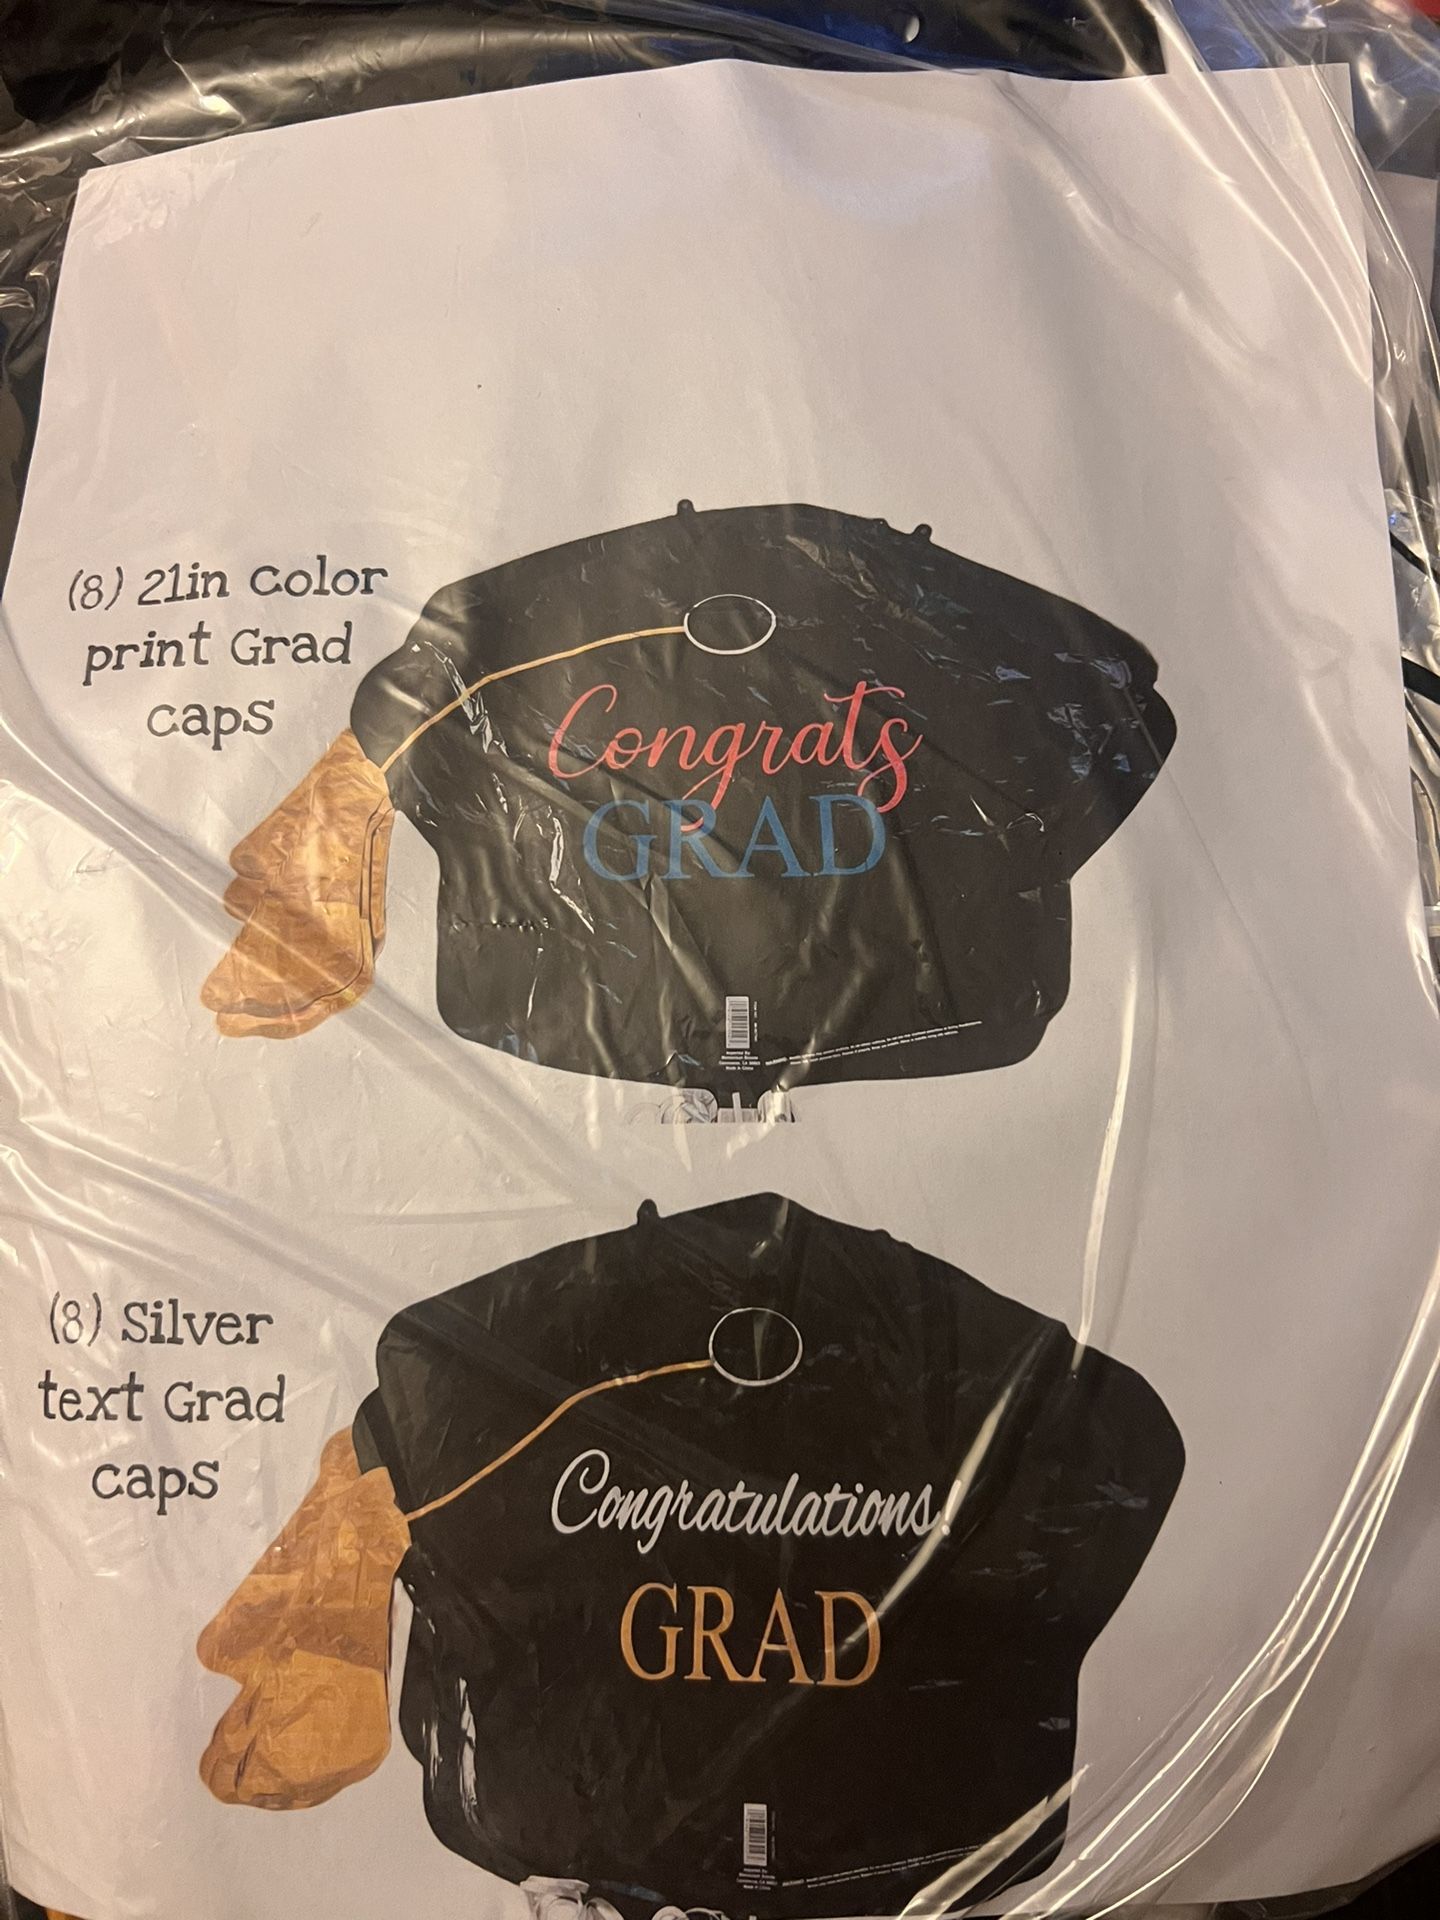 (8) 21in color
print Grad
caps
Congrats
GRAD
(8) Silver
text Grad
caps
Congratulations!
GRAD